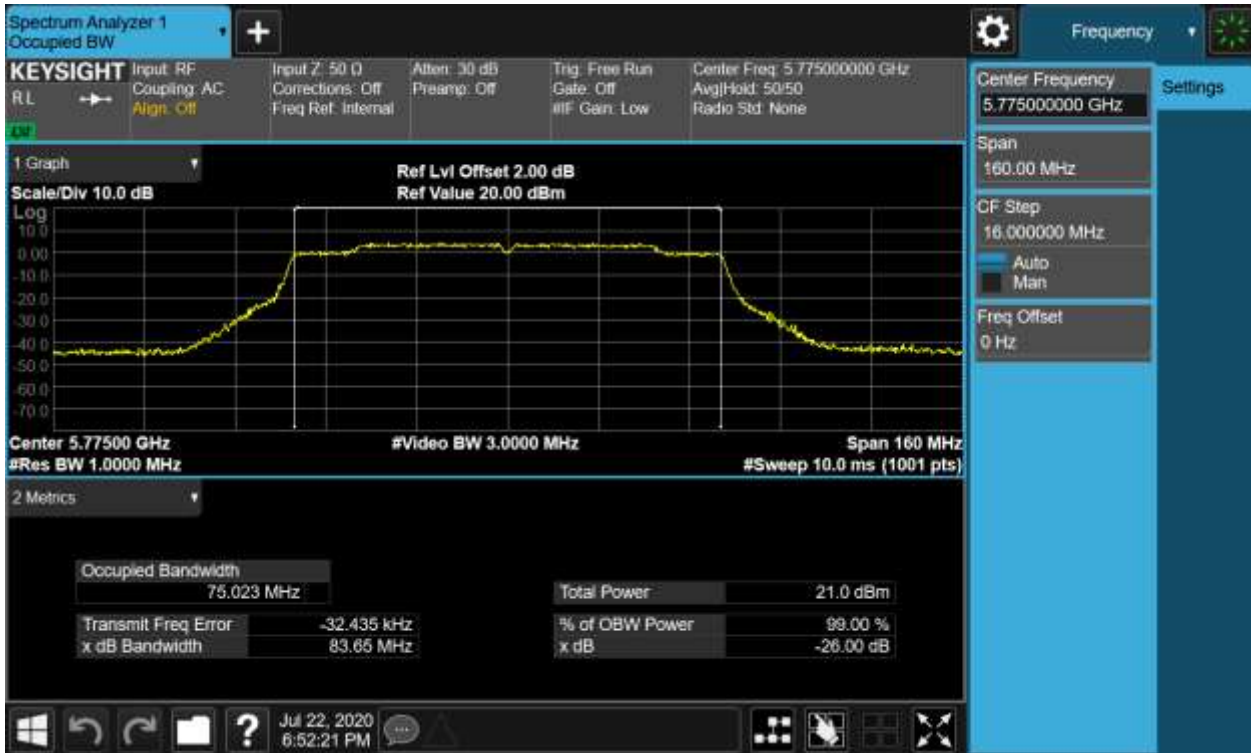 Spectrum Analyzer 1
Occupied BW
+
Frequency
KEYSIGHT
RL
Input: RF
Coupling: AC
Align: Off
Input Z: 50 Ω
Corrections: Off
Freq Ref: Internal
Atten: 30 dB
Preamp: Off
Trig: Free Run
Gate: Off
#IF Gain: Low
Center Freq: 5.775000000 GHz
Avg|Hold: 50/50
Radio Std: None
Center Frequency
5.775000000 GHz
Settings
Span
160.00 MHz
CF Step
16.000000 MHz
Auto
Man
Freq Offset
0 Hz
1 Graph
Scale/Div 10.0 dB
Ref Lvl Offset 2.00 dB
Ref Value 20.00 dBm
Log
10.0
0.00
-10.0
-20.0
-30.0
-40.0
-50.0
-60.0
-70.0
Center 5.77500 GHz
#Video BW 3.0000 MHz
Span 160 MHz
#Res BW 1.0000 MHz
#Sweep 10.0 ms (1001 pts)
2 Metrics
Occupied Bandwidth
75.023 MHz
Total Power 21.0 dBm
Transmit Freq Error -32.435 kHz
% of OBW Power 99.00 %
x dB Bandwidth 83.65 MHz
x dB -26.00 dB
?
Jul 22, 2020
6:52:21 PM